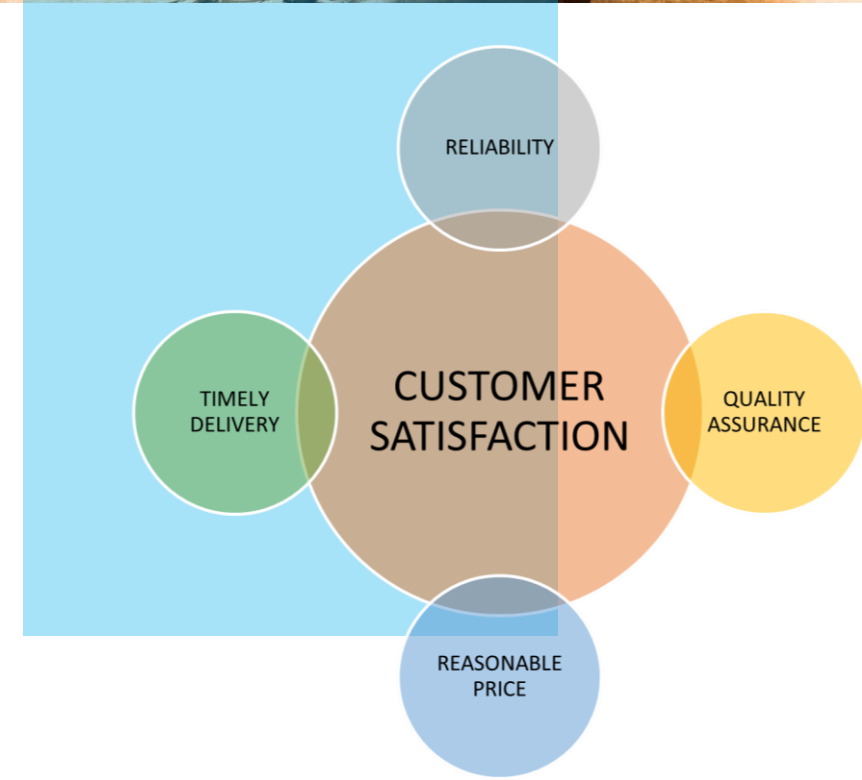 RELIABILITY
TIMELY
DELIVERY
CUSTOMER
SATISFACTION
QUALITY
ASSURANCE
REASONABLE
PRICE